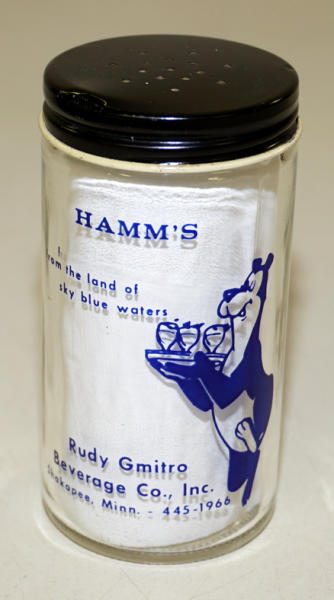 HAMM'S
from the land of
sky blue waters
Rudy Gmitro
Beverage Co., Inc.
Shakopee, Minn. - 445-1966